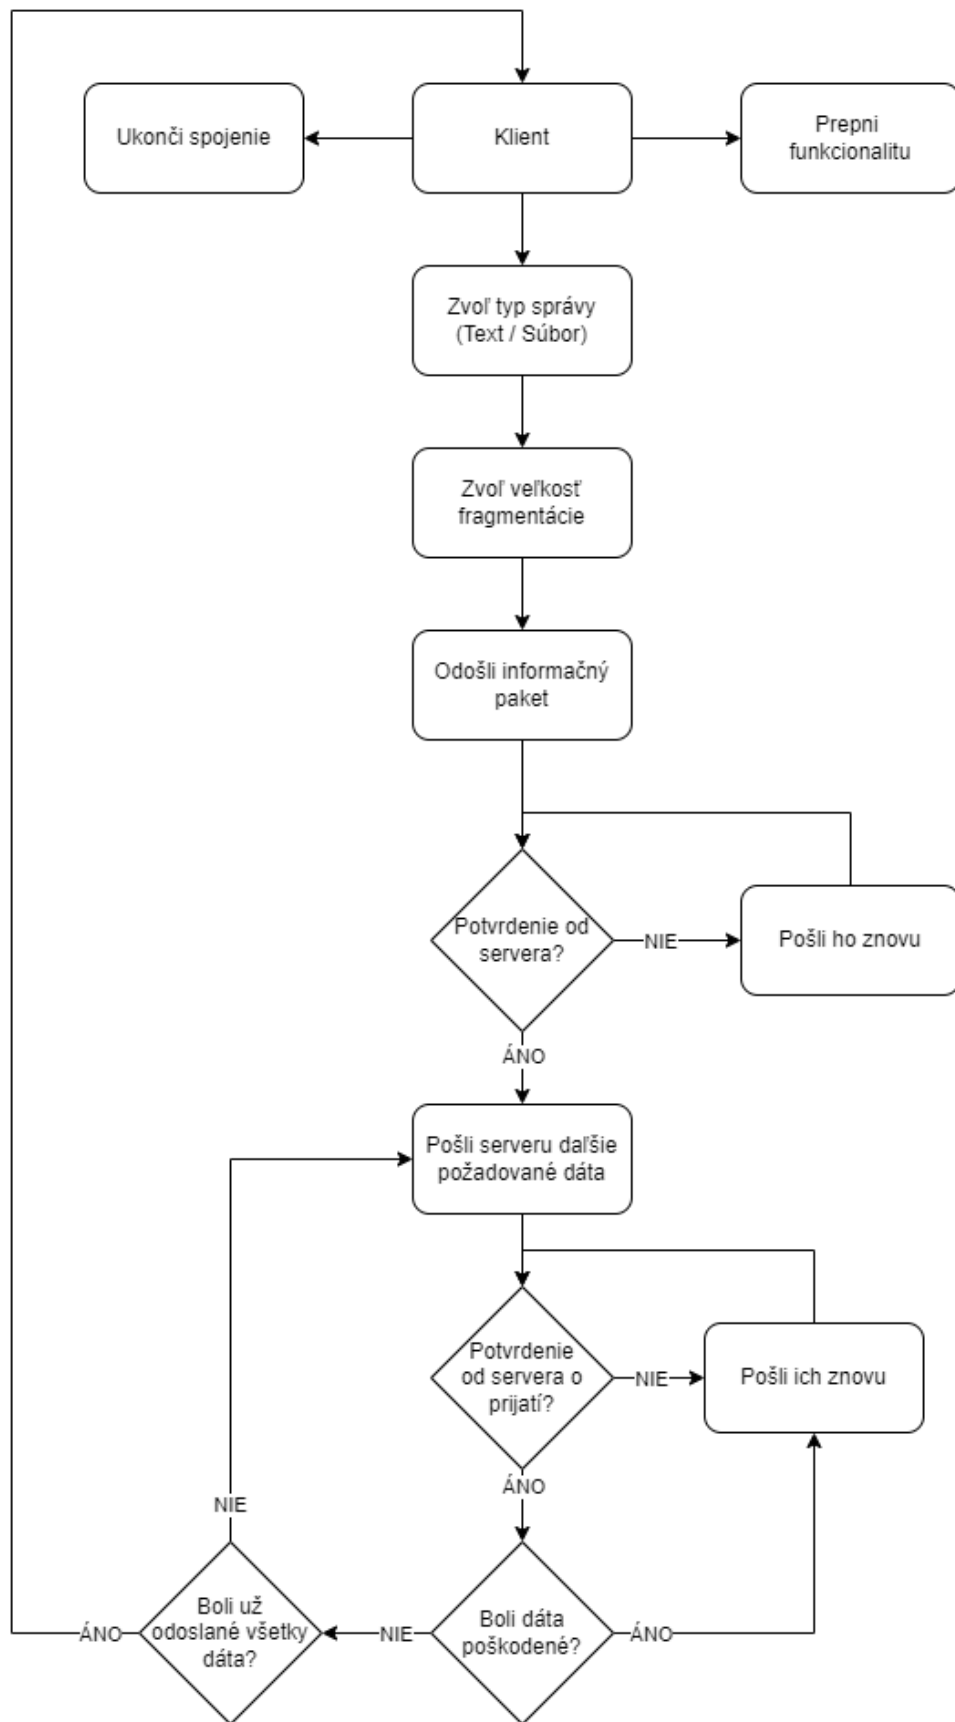 Ukonči spojenie
Klient
Prepni
funkcionalitu
Zvoľ typ správy
(Text / Súbor)
Zvoľ veľkosť
fragmentácie
Odošli informačný
paket
Potvrdenie od
servera?
NIE
Pošli ho znovu
ÁNO
Pošli serveru daľšie
požadované dáta
Potvrdenie
od servera o
prijatí?
NIE
Pošli ich znovu
ÁNO
NIE
Boli už
odoslané všetky
dáta?
ÁNO
NIE
Boli dáta
poškodené?
ÁNO